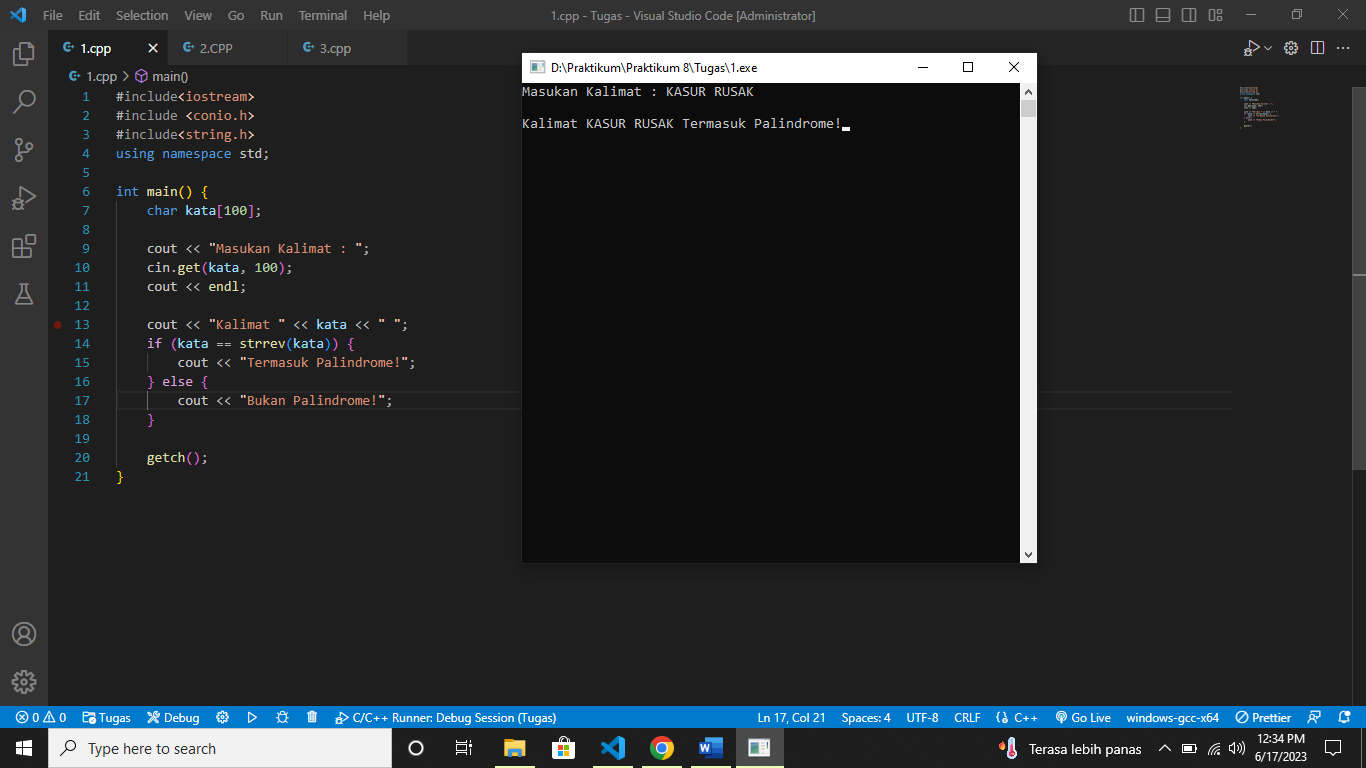 File Edit Selection View Go Run Terminal Help 1.cpp - Tugas - Visual Studio Code [Administrator]
1.cpp 2.CPP 3.cpp
1.cpp > main()
1 #include<iostream>
2 #include <conio.h>
3 #include<string.h>
4 using namespace std;
5
6 int main() {
7 char kata[100];
8
9 cout << "Masukan Kalimat : ";
10 cin.get(kata, 100);
11 cout << endl;
12
13 cout << "Kalimat " << kata << " ";
14 if (kata == strrev(kata)) {
15 cout << "Termasuk Palindrome!";
16 } else {
17 cout << "Bukan Palindrome!";
18 }
19
20 getch();
21 }
D:\Praktikum\Praktikum 8\Tugas\1.exe
Masukan Kalimat : KASUR RUSAK
Kalimat KASUR RUSAK Termasuk Palindrome!
0 0 Tugas Debug C/C++ Runner: Debug Session (Tugas) Ln 17, Col 21 Spaces: 4 UTF-8 CRLF {} C++ Go Live windows-gcc-x64 Prettier
Type here to search Terasa lebih panas 12:34 PM
6/17/2023